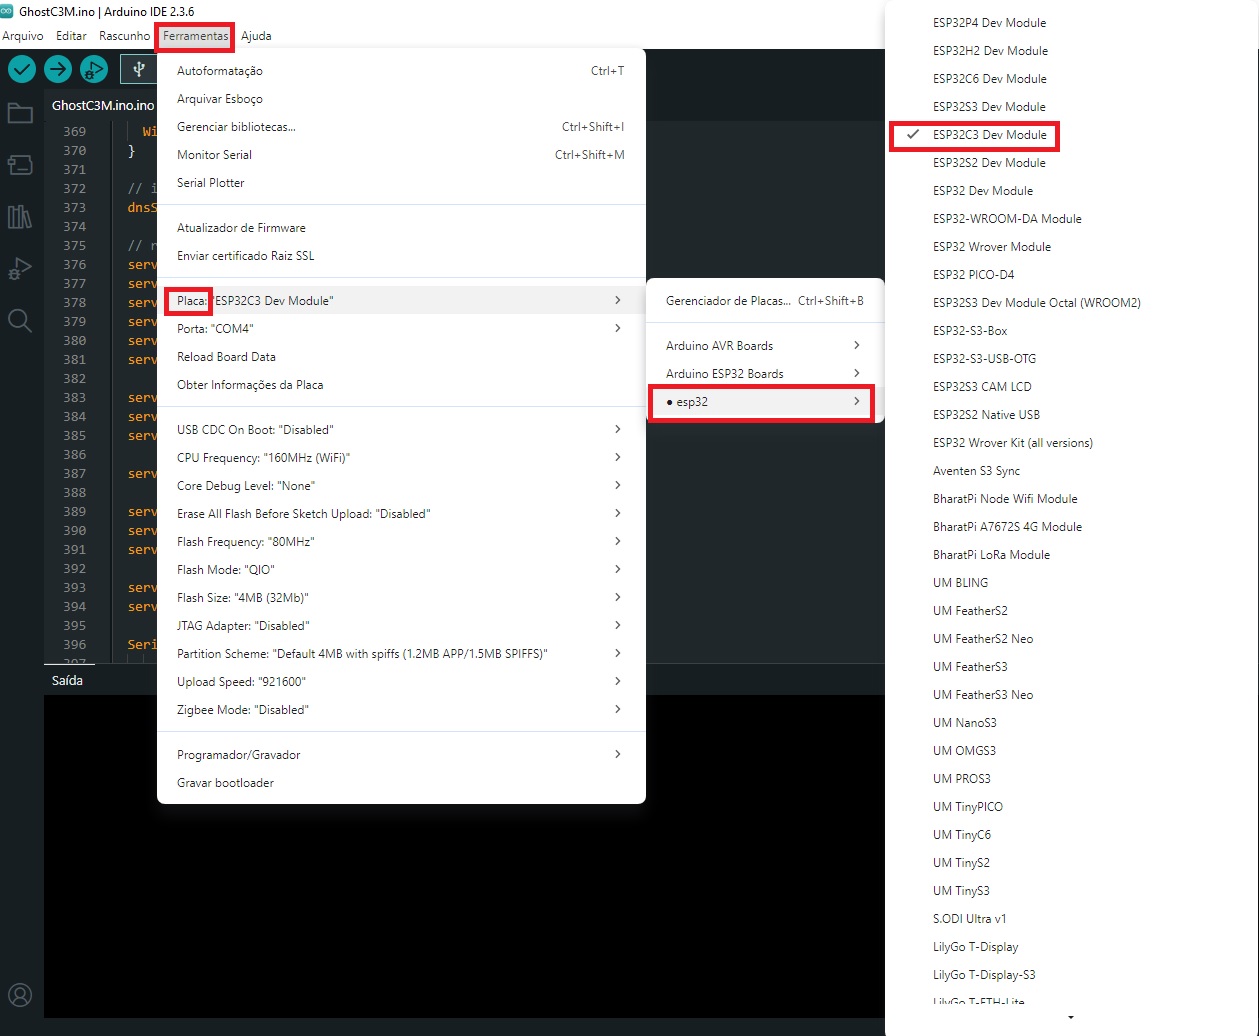 GhostC3M.ino | Arduino IDE 2.3.6
Arquivo Editar Rascunho Ferramentas Ajuda
GhostC3M.ino.ino
369 Wi
370 }
371
372 // i
373 dnsS
374
375 // r
376 serv
377 serv
378 serv
379 serv
380 serv
381 serv
382
383 serv
384 serv
385 serv
386
387 serv
388
389 serv
390 serv
391 serv
392
393 serv
394 serv
395
396 Seri
397
Saída
Autoformatação Ctrl+T
Arquivar Esboço
Gerenciar bibliotecas... Ctrl+Shift+I
Monitor Serial Ctrl+Shift+M
Serial Plotter
Atualizador de Firmware
Enviar certificado Raiz SSL
Placa: "ESP32C3 Dev Module"
Porta: "COM4"
Reload Board Data
Obter Informações da Placa
USB CDC On Boot: "Disabled"
CPU Frequency: "160MHz (WiFi)"
Core Debug Level: "None"
Erase All Flash Before Sketch Upload: "Disabled"
Flash Frequency: "80MHz"
Flash Mode: "QIO"
Flash Size: "4MB (32Mb)"
JTAG Adapter: "Disabled"
Partition Scheme: "Default 4MB with spiffs (1.2MB APP/1.5MB SPIFFS)"
Upload Speed: "921600"
Zigbee Mode: "Disabled"
Programador/Gravador
Gravar bootloader
Gerenciador de Placas... Ctrl+Shift+B
Arduino AVR Boards
Arduino ESP32 Boards
● esp32
ESP32P4 Dev Module
ESP32H2 Dev Module
ESP32C6 Dev Module
ESP32S3 Dev Module
✓ ESP32C3 Dev Module
ESP32S2 Dev Module
ESP32 Dev Module
ESP32-WROOM-DA Module
ESP32 Wrover Module
ESP32 PICO-D4
ESP32S3 Dev Module Octal (WROOM2)
ESP32-S3-Box
ESP32-S3-USB-OTG
ESP32S3 CAM LCD
ESP32S2 Native USB
ESP32 Wrover Kit (all versions)
Aventen S3 Sync
BharatPi Node Wifi Module
BharatPi A7672S 4G Module
BharatPi LoRa Module
UM BLING
UM FeatherS2
UM FeatherS2 Neo
UM FeatherS3
UM FeatherS3 Neo
UM NanoS3
UM OMGS3
UM PROS3
UM TinyPICO
UM TinyC6
UM TinyS2
UM TinyS3
S.ODI Ultra v1
LilyGo T-Display
LilyGo T-Display-S3
LilyGo T-ETH-Lite